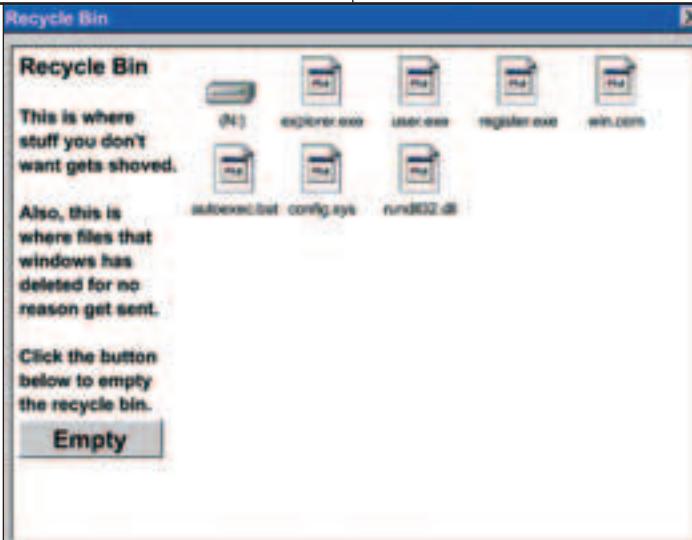 Recycle Bin
Recycle Bin
This is where
stuff you don't
want gets shoved.
Also, this is
where files that
windows has
deleted for no
reason get sent.
Click the button
below to empty
the recycle bin.
Empty
(N:) explorer.exe user.exe register.exe win.com
autoexec.bat config.sys rundll32.dll